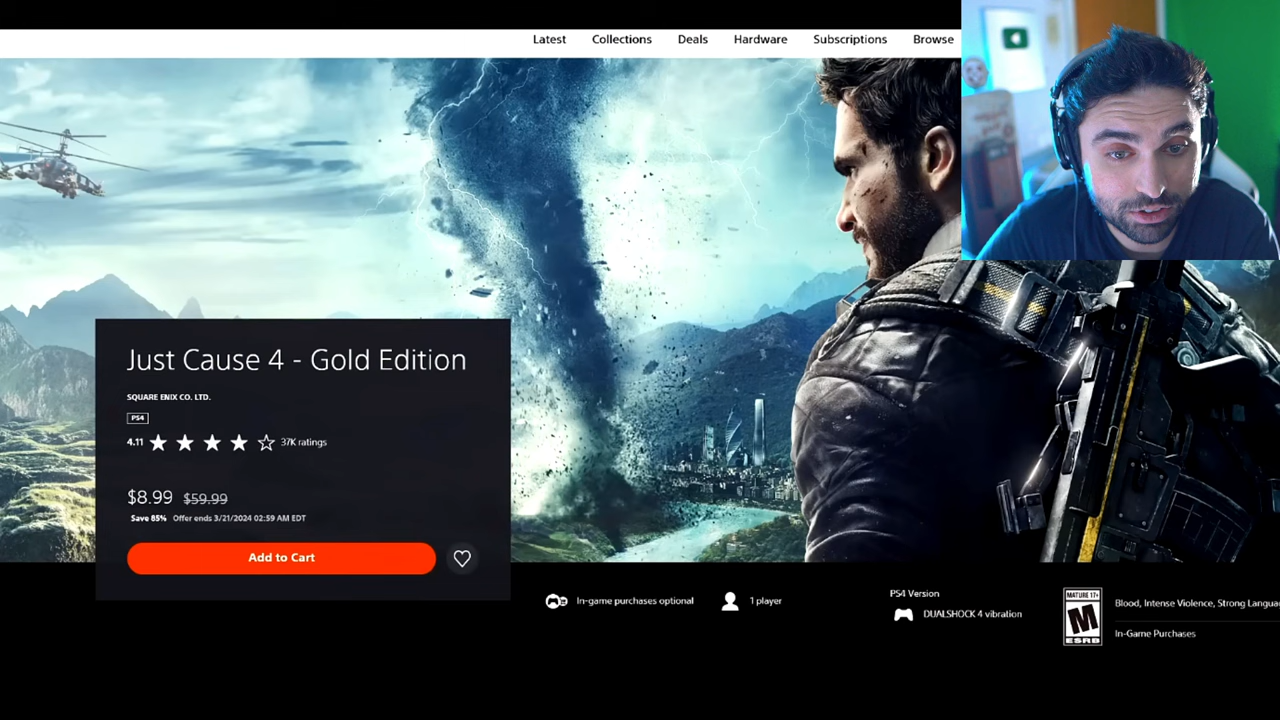 Latest Collections Deals Hardware Subscriptions Browse
Just Cause 4 - Gold Edition
SQUARE ENIX CO. LTD.
PS4
4.11 37K ratings
$8.99 $59.99
Save 85% Offer ends 3/21/2024 02:59 AM EDT
Add to Cart
In-game purchases optional
1 player
PS4 Version
DUALSHOCK 4 vibration
MATURE 17+
M
ESRB
Blood, Intense Violence, Strong Langua
In-Game Purchases